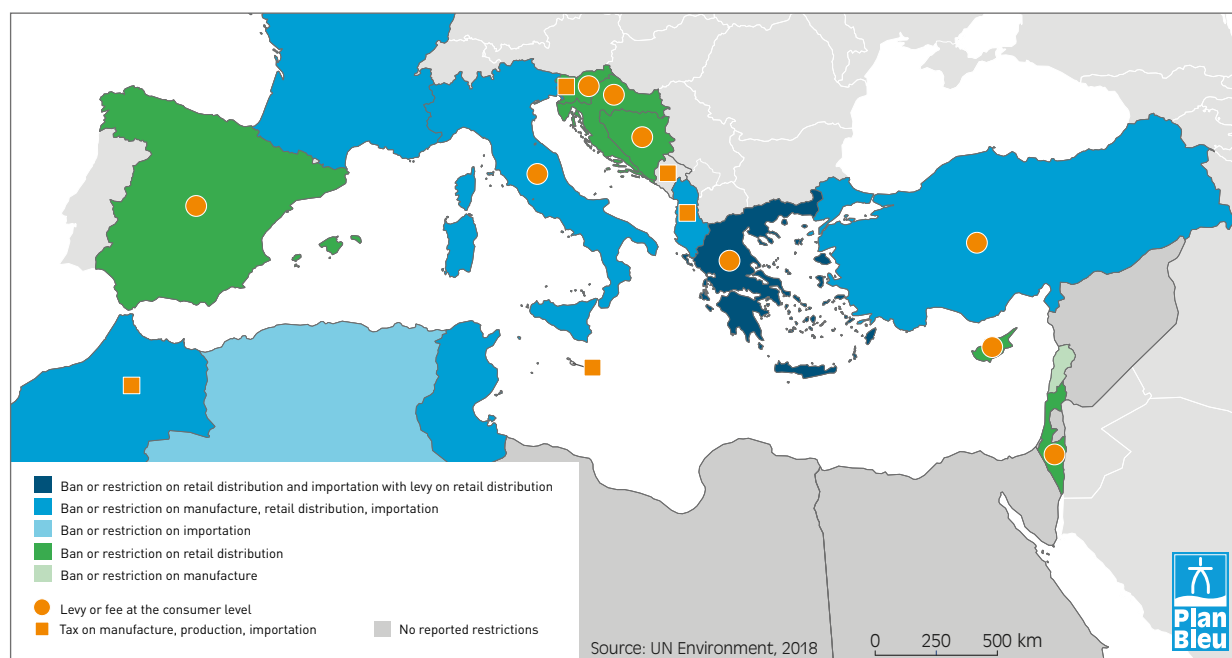 Ban or restriction on retail distribution and importation with levy on retail distribution
Ban or restriction on manufacture, retail distribution, importation
Ban or restriction on importation
Ban or restriction on retail distribution
Ban or restriction on manufacture
Levy or fee at the consumer level
Tax on manufacture, production, importation
No reported restrictions
Source: UN Environment, 2018
0 250 500 km
Plan
Bleu